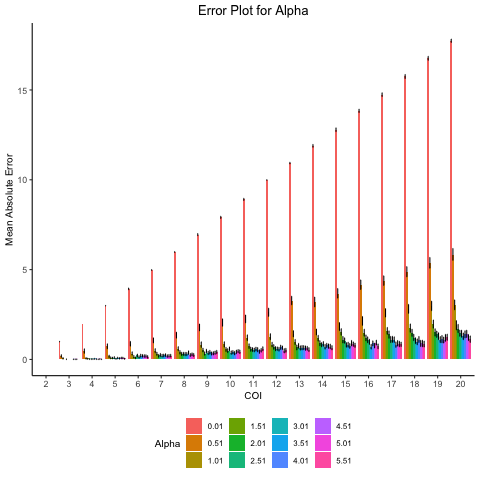 Error Plot for Alpha
Mean Absolute Error
15
10
5
0
2 3 4 5 6 7 8 9 10 11 12 13 14 15 16 17 18 19 20
COI
Alpha
0.01 1.51 3.01 4.51
0.51 2.01 3.51 5.01
1.01 2.51 4.01 5.51